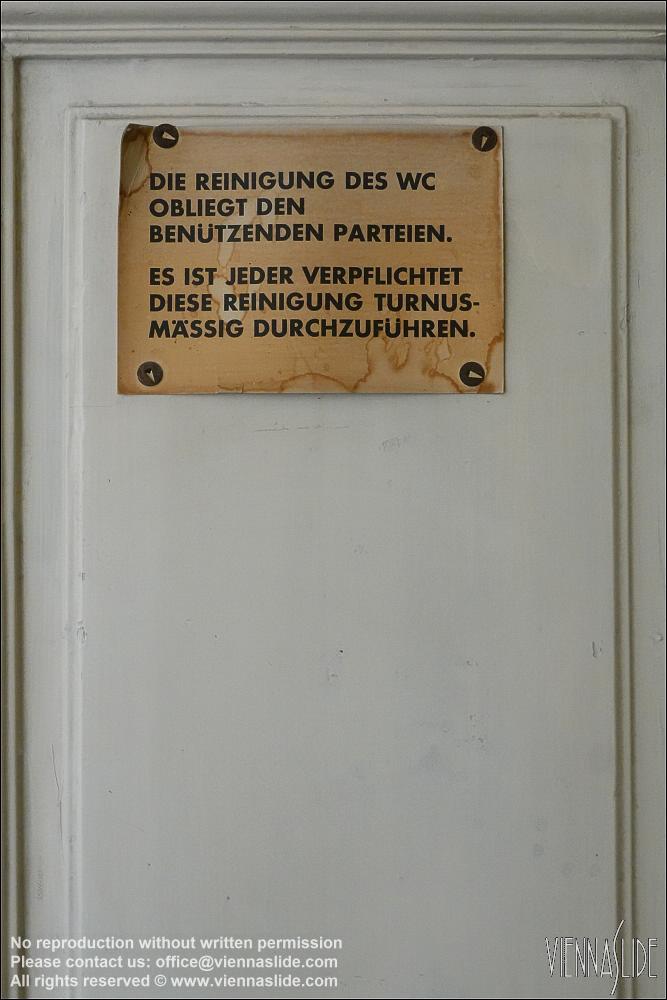 DIE REINIGUNG DES WC
OBLIEGT DEN
BENÜTZENDEN PARTEIEN.
ES IST JEDER VERPFLICHTET
DIESE REINIGUNG TURNUS-
MÄSSIG DURCHZUFÜHREN.
No reproduction without written permission
Please contact us: office@viennaslide.com
All rights reserved © www.viennaslide.com
VIENNASLIDE